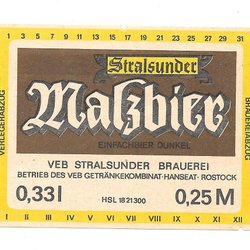 1 3 5 7 9 11 13 15 17 19 21 23 25 27 29 31
VERLEGERABZUG
BRAUEREIABZUG
Stralsunder
Malzbier
EINFACHBIER DUNKEL
VEB STRALSUNDER BRAUEREI
BETRIEB DES VEB GETRÄNKEKOMBINAT·HANSEAT· ROSTOCK
0,33 l HSL 1821300 0,25 M
I II III IV V VI VII VIII IX X XI XII